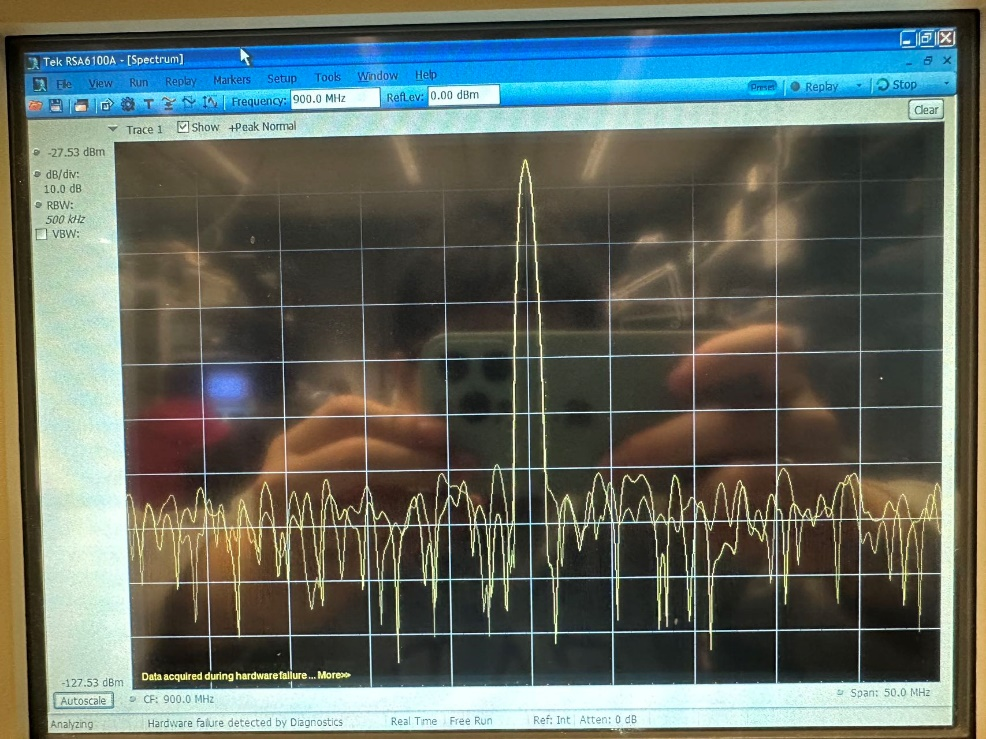 Tek RSA6100A - [Spectrum]
File View Run Replay Markers Setup Tools Window Help
Frequency: 900.0 MHz RefLev: 0.00 dBm Preset Replay Stop
Trace 1 Show +Peak Normal Clear
-27.53 dBm
dB/div:
10.0 dB
RBW:
500 kHz
VBW:
Data acquired during hardware failure ... More>>
-127.53 dBm
Autoscale CF: 900.0 MHz Span: 50.0 MHz
Analyzing Hardware failure detected by Diagnostics Real Time Free Run Ref: Int Atten: 0 dB